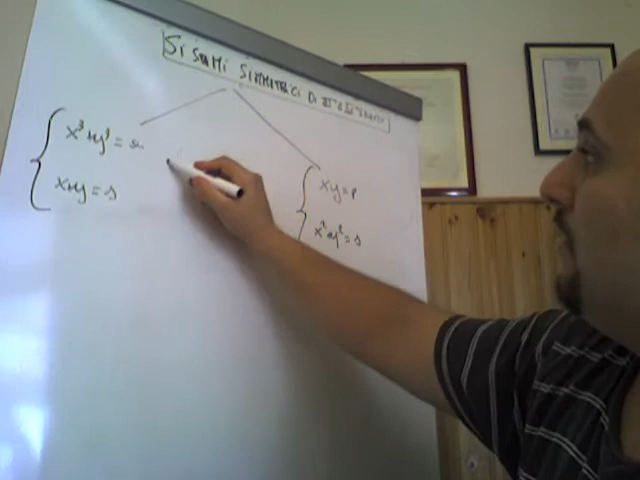 SISTEMI SIMMETRICI DI III° E IV° GRADO
x³+y³=a
x+y=s
xy=p
x²+y²=s